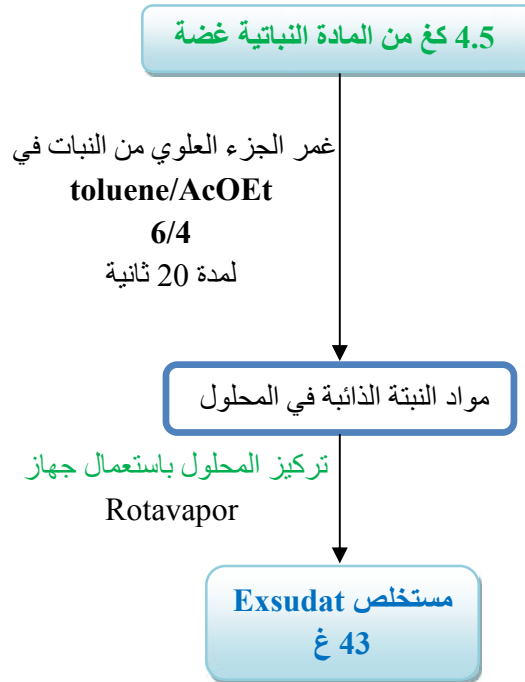 4.5 كغ من المادة النباتية غضة
غمر الجزء العلوي من النبات في
toluene/AcOEt
6/4
لمدة 20 ثانية
مواد النبتة الذائبة في المحلول
تركيز المحلول باستعمال جهاز
Rotavapor
مستخلص Exsudat
43 غ